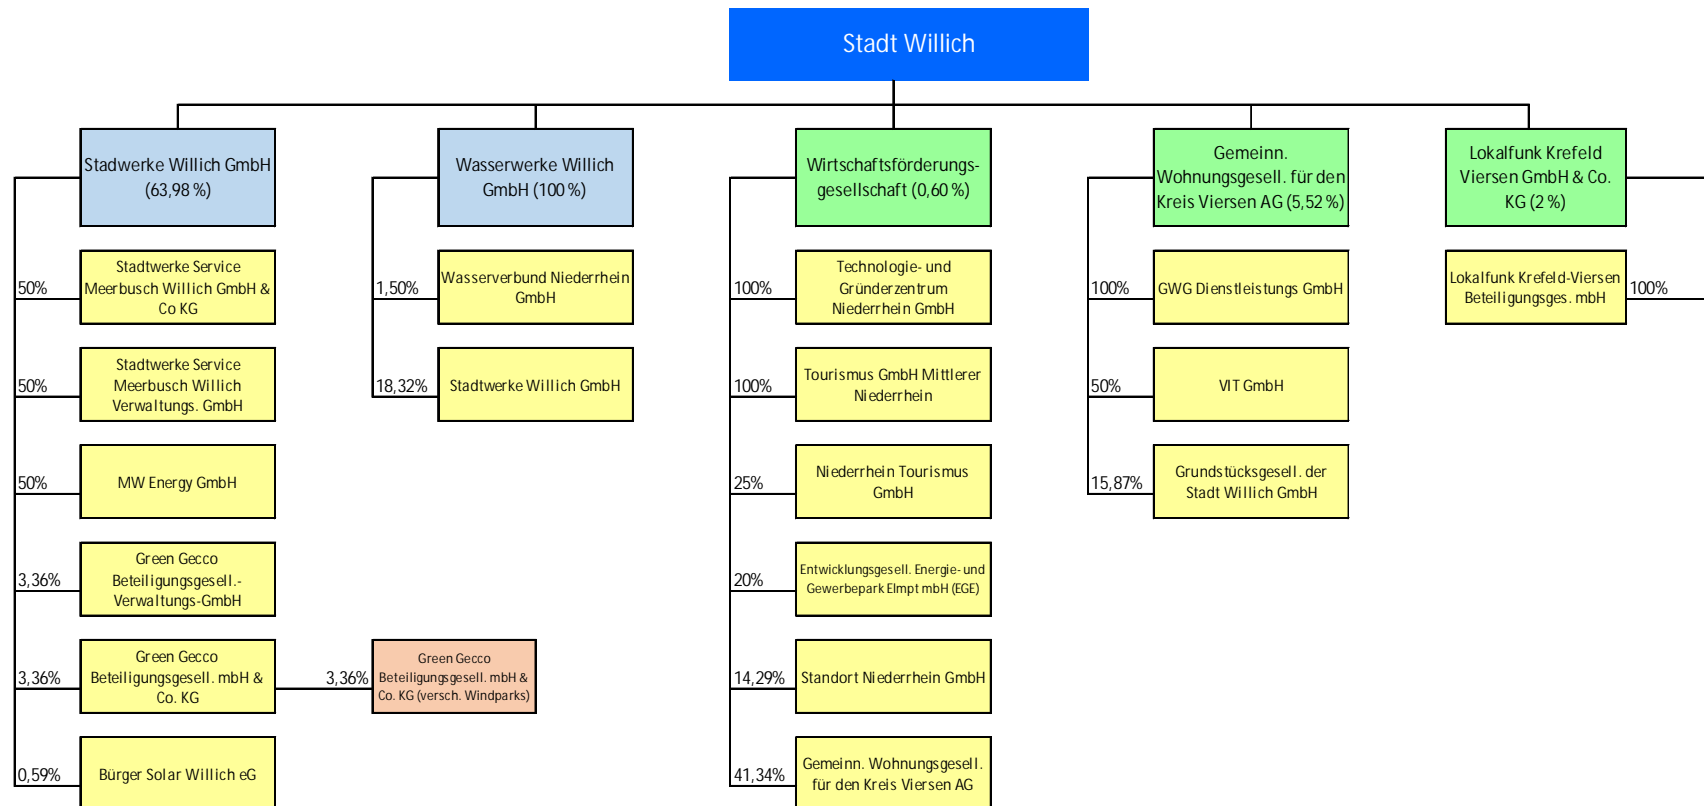 Stadt Willich
Stadwerke Willich GmbH
(63,98 %)
50%
Stadtwerke Service
Meerbusch Willich GmbH &
Co KG
50%
Stadtwerke Service
Meerbusch Willich
Verwaltungs. GmbH
50%
MW Energy GmbH
3,36%
Green Gecco
Beteiligungsgesell.-
Verwaltungs-GmbH
3,36%
Green Gecco
Beteiligungsgesell. mbH &
Co. KG
3,36%
Green Gecco
Beteiligungsgesell. mbH &
Co. KG (versch. Windparks)
0,59%
Bürger Solar Willich eG
Wasserwerke Willich
GmbH (100 %)
1,50%
Wasserverbund Niederrhein
GmbH
18,32%
Stadtwerke Willich GmbH
Wirtschaftsförderungs-
gesellschaft (0,60 %)
100%
Technologie- und
Gründerzentrum
Niederrhein GmbH
100%
Tourismus GmbH Mittlerer
Niederrhein
25%
Niederrhein Tourismus
GmbH
20%
Entwicklungsgesell. Energie- und
Gewerbepark Elmpt mbH (EGE)
14,29%
Standort Niederrhein GmbH
41,34%
Gemeinn. Wohnungsgesell.
für den Kreis Viersen AG
Gemeinn.
Wohnungsgesell. für den
Kreis Viersen AG (5,52 %)
100%
GWG Dienstleistungs GmbH
50%
VIT GmbH
15,87%
Grundstücksgesell. der
Stadt Willich GmbH
Lokalfunk Krefeld
Viersen GmbH & Co.
KG (2 %)
Lokalfunk Krefeld-Viersen
Beteiligungsges. mbH
100%